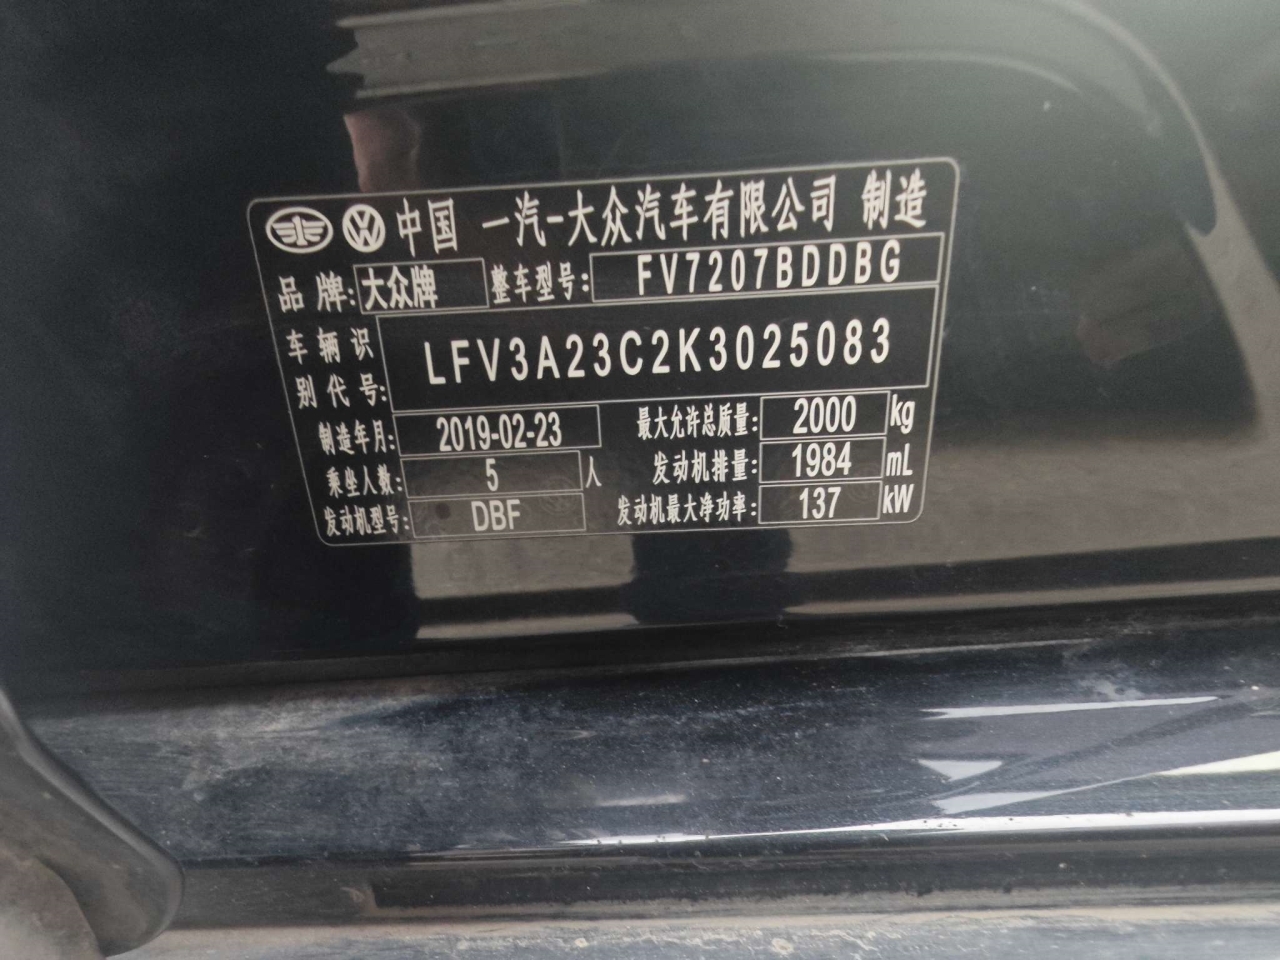 中国 一汽-大众汽车有限公司 制造
品牌: 大众牌 整车型号: FV7207BDDBG
车辆识别代号: LFV3A23C2K3025083
制造年月: 2019-02-23 最大允许总质量: 2000 kg
乘坐人数: 5 人 发动机排量: 1984 mL
发动机型号: DBF 发动机最大净功率: 137 kW